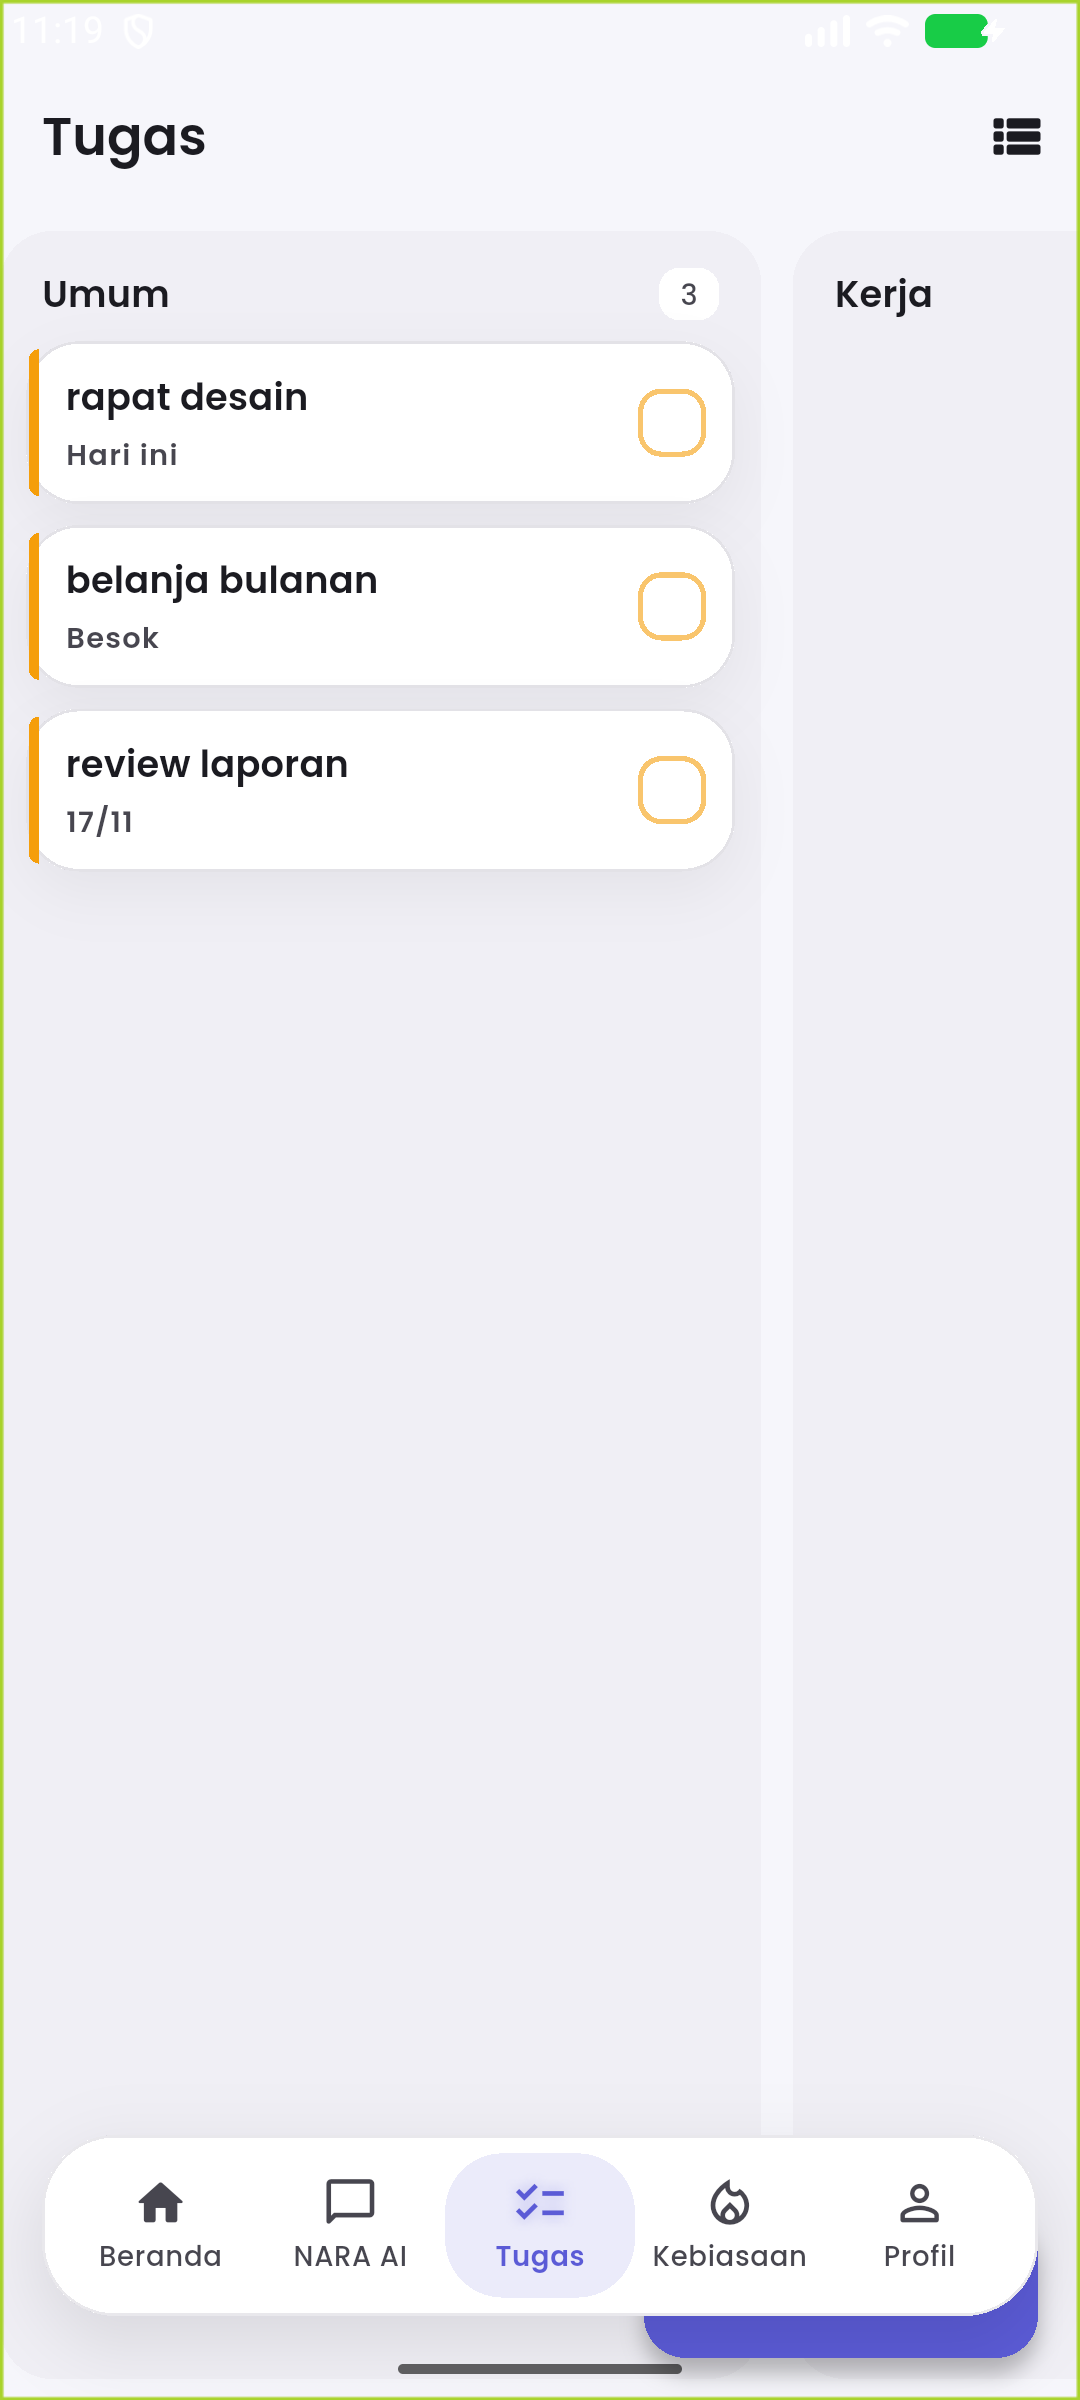 11:19
Tugas
Umum
3
Kerja
rapat desain
Hari ini
belanja bulanan
Besok
review laporan
17/11
Beranda
NARA AI
Tugas
Kebiasaan
Profil